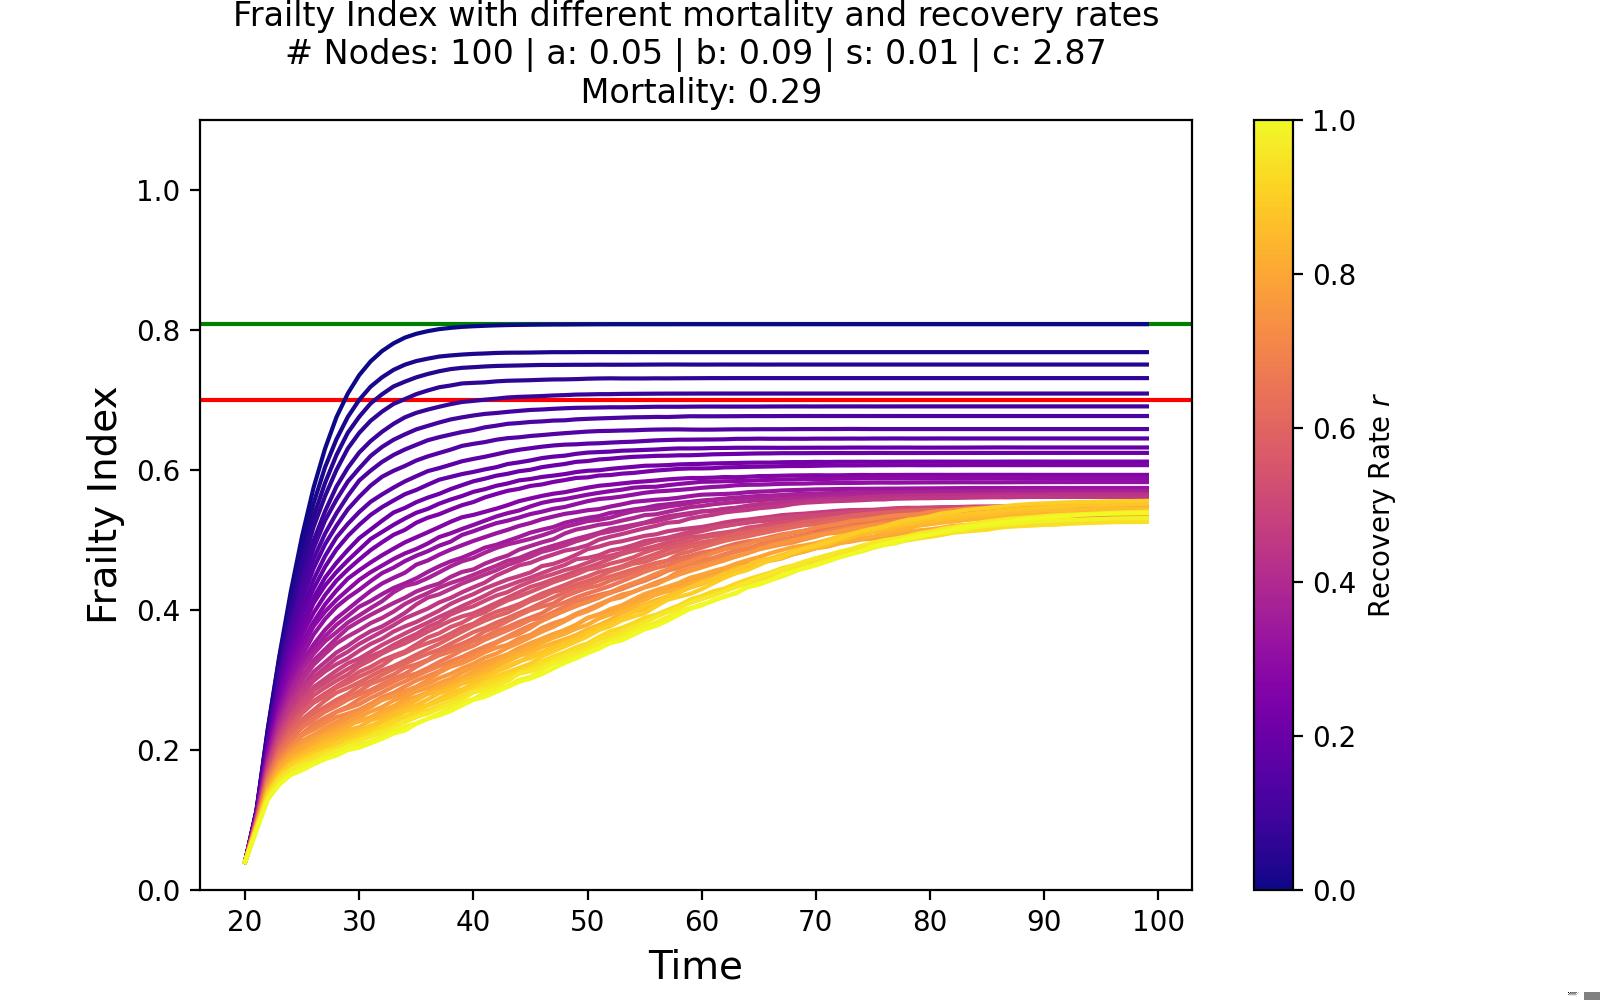 Frailty Index with different mortality and recovery rates
# Nodes: 100 | a: 0.05 | b: 0.09 | s: 0.01 | c: 2.87
Mortality: 0.29
1.0
0.8
0.6
0.4
0.2
0.0
Frailty Index
20 30 40 50 60 70 80 90 100
Time
1.0
0.8
0.6
0.4
0.2
0.0
Recovery Rate r